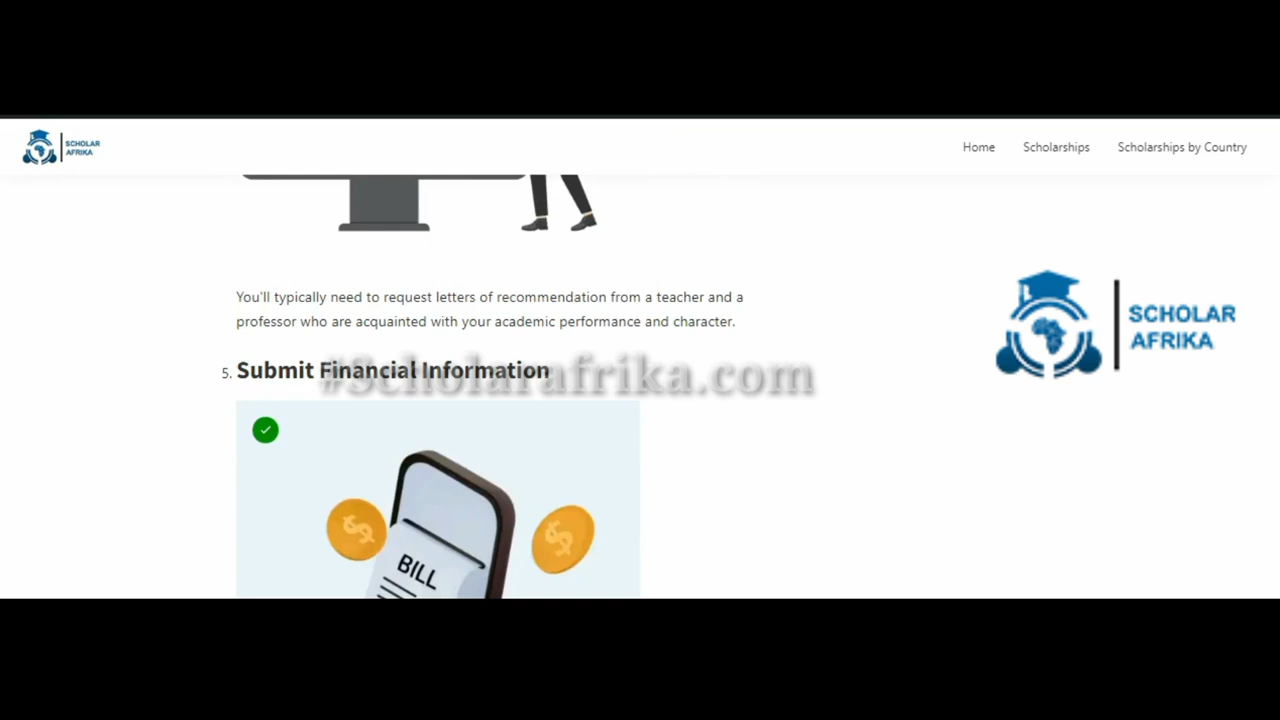 SCHOLAR
AFRIKA
Home
Scholarships
Scholarships by Country
You'll typically need to request letters of recommendation from a teacher and a
professor who are acquainted with your academic performance and character.
SCHOLAR
AFRIKA
5. Submit Financial Information
#Scholarafrika.com
$
$
BILL